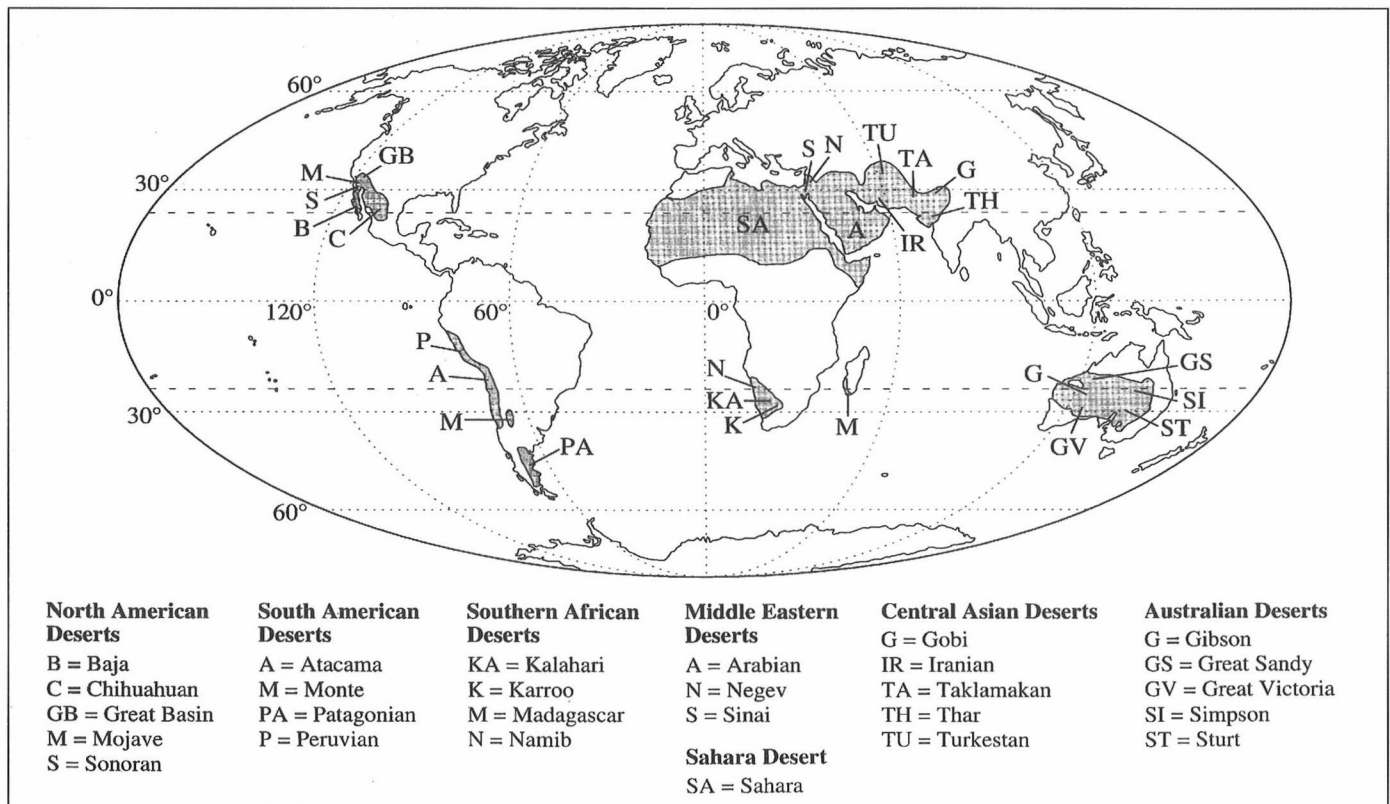 60°
GB
M
S
B
C
30°
S
N
TU
TA
G
TH
SA
A
IR
0°
120°
60°
0°
P
A
M
PA
N
KA
K
M
G
GS
SI
ST
GV
30°
60°
North American
Deserts
B = Baja
C = Chihuahuan
GB = Great Basin
M = Mojave
S = Sonoran
South American
Deserts
A = Atacama
M = Monte
PA = Patagonian
P = Peruvian
Southern African
Deserts
KA = Kalahari
K = Karroo
M = Madagascar
N = Namib
Middle Eastern
Deserts
A = Arabian
N = Negev
S = Sinai
Sahara Desert
SA = Sahara
Central Asian Deserts
G = Gobi
IR = Iranian
TA = Taklamakan
TH = Thar
TU = Turkestan
Australian Deserts
G = Gibson
GS = Great Sandy
GV = Great Victoria
SI = Simpson
ST = Sturt